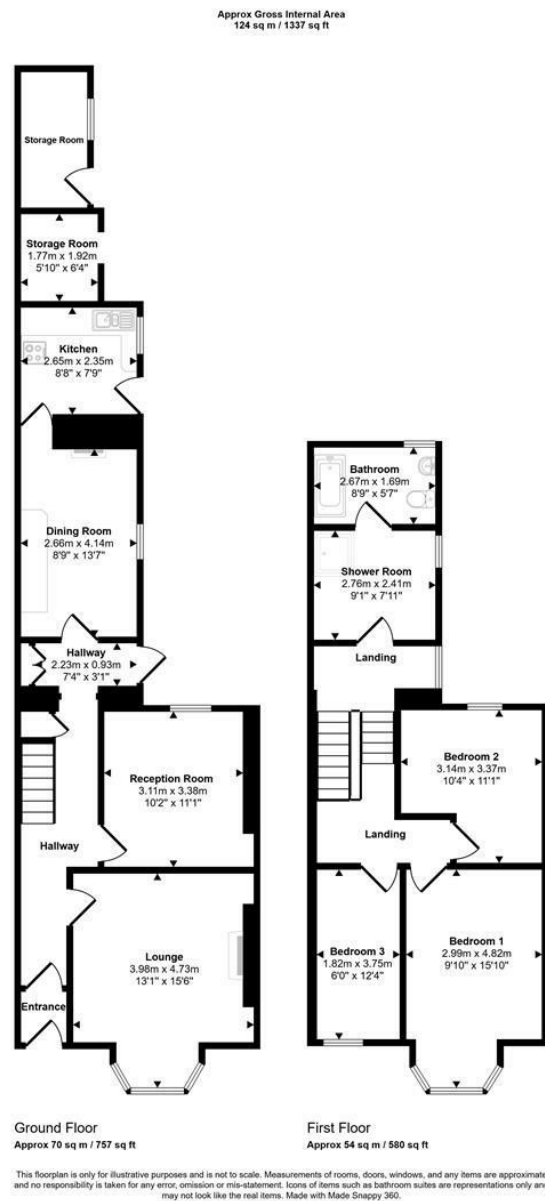 Approx Gross Internal Area
124 sq m / 1337 sq ft
Storage Room
Storage Room
1.77m x 1.92m
5'10" x 6'4"
Kitchen
2.65m x 2.35m
8'8" x 7'9"
Dining Room
2.66m x 4.14m
8'9" x 13'7"
Hallway
2.23m x 0.93m
7'4" x 3'1"
Reception Room
3.11m x 3.38m
10'2" x 11'1"
Hallway
Lounge
3.98m x 4.73m
13'1" x 15'6"
Entrance
Ground Floor
Approx 70 sq m / 757 sq ft
Bathroom
2.67m x 1.69m
8'9" x 5'7"
Shower Room
2.76m x 2.41m
9'1" x 7'11"
Landing
Bedroom 2
3.14m x 3.37m
10'4" x 11'1"
Landing
Bedroom 3
1.82m x 3.75m
6'0" x 12'4"
Bedroom 1
2.99m x 4.82m
9'10" x 15'10"
First Floor
Approx 54 sq m / 580 sq ft
This floorplan is only for illustrative purposes and is not to scale. Measurements of rooms, doors, windows, and any items are approximate
and no responsibility is taken for any error, omission or mis-statement. Icons of items such as bathroom suites are representations only and
may not look like the real items. Made with Made Snappy 360.